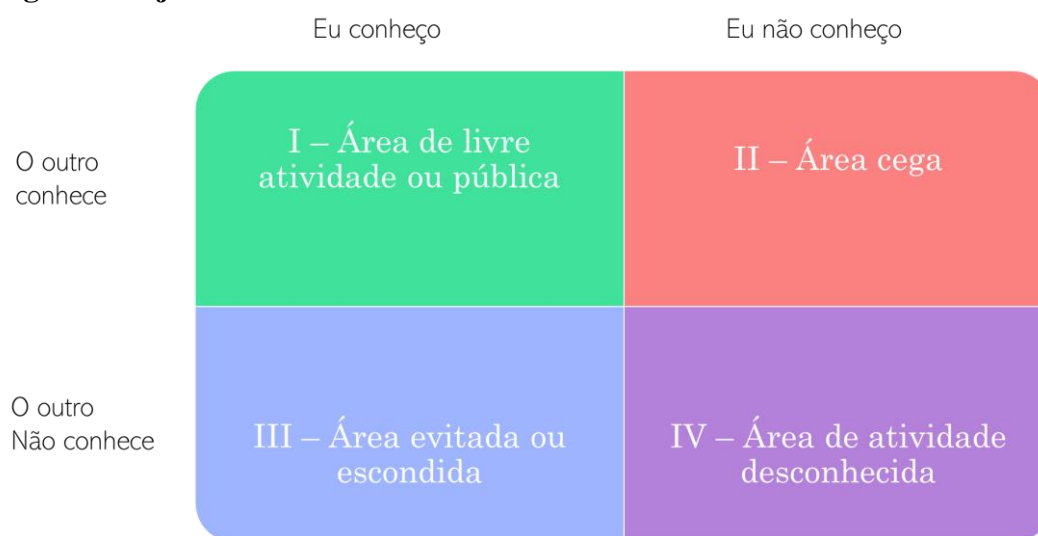 Eu conheço
Eu não conheço
O outro
conhece
I – Área de livre
atividade ou pública
II – Área cega
O outro
Não conhece
III – Área evitada ou
escondida
IV – Área de atividade
desconhecida